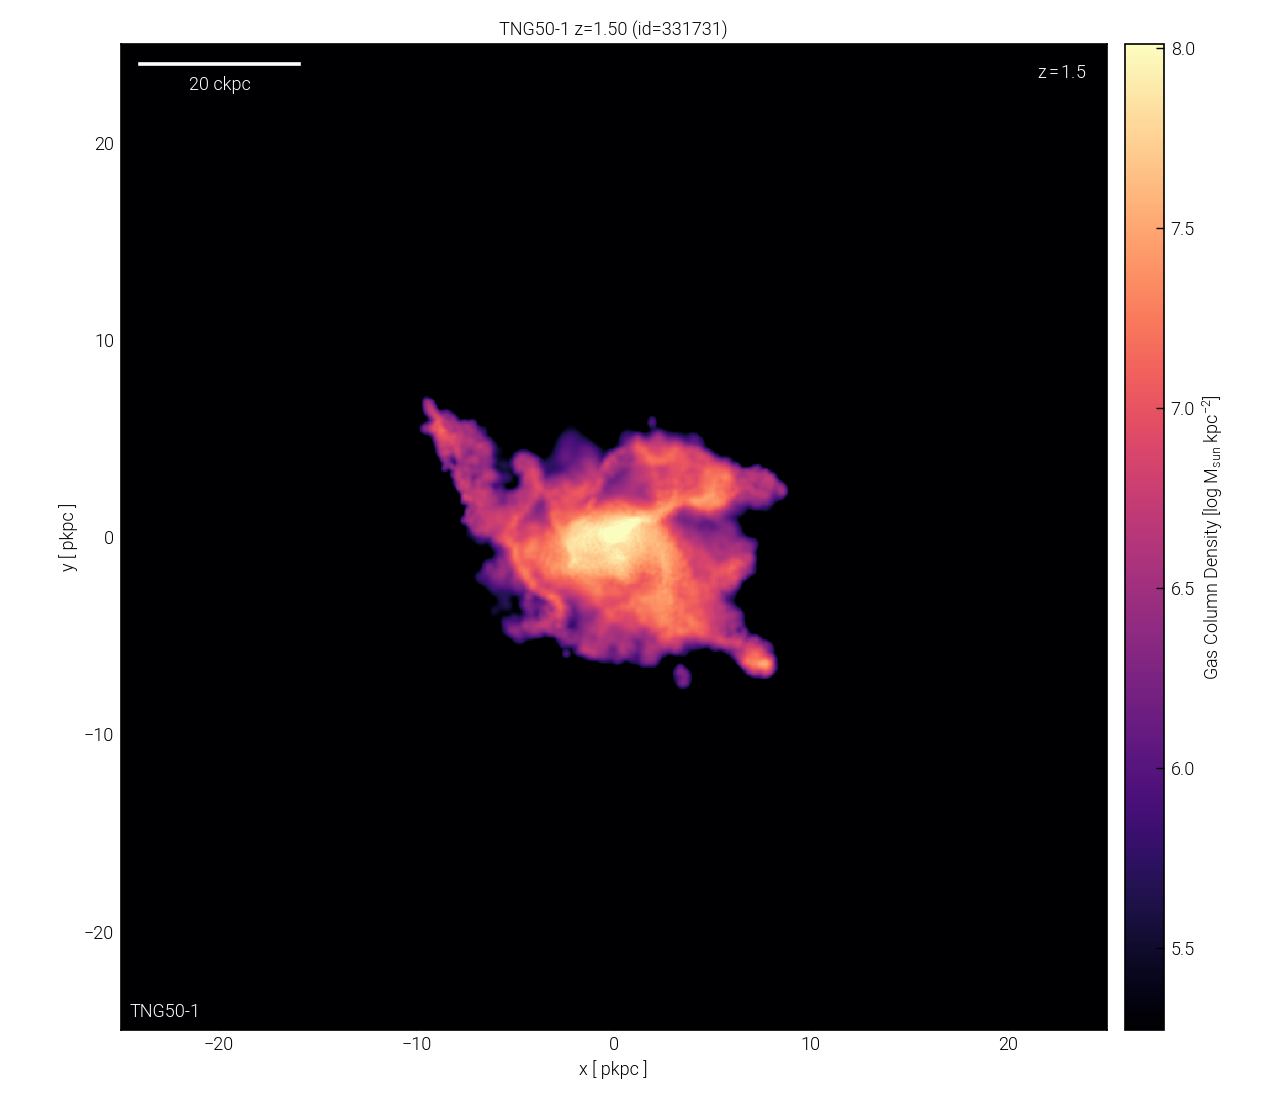 TNG50-1 z=1.50 (id=331731)
20 ckpc
z = 1.5
TNG50-1
20
10
0
−10
−20
y [ pkpc ]
−20
−10
0
10
20
x [ pkpc ]
8.0
7.5
7.0
6.5
6.0
5.5
Gas Column Density [log M_sun kpc⁻²]